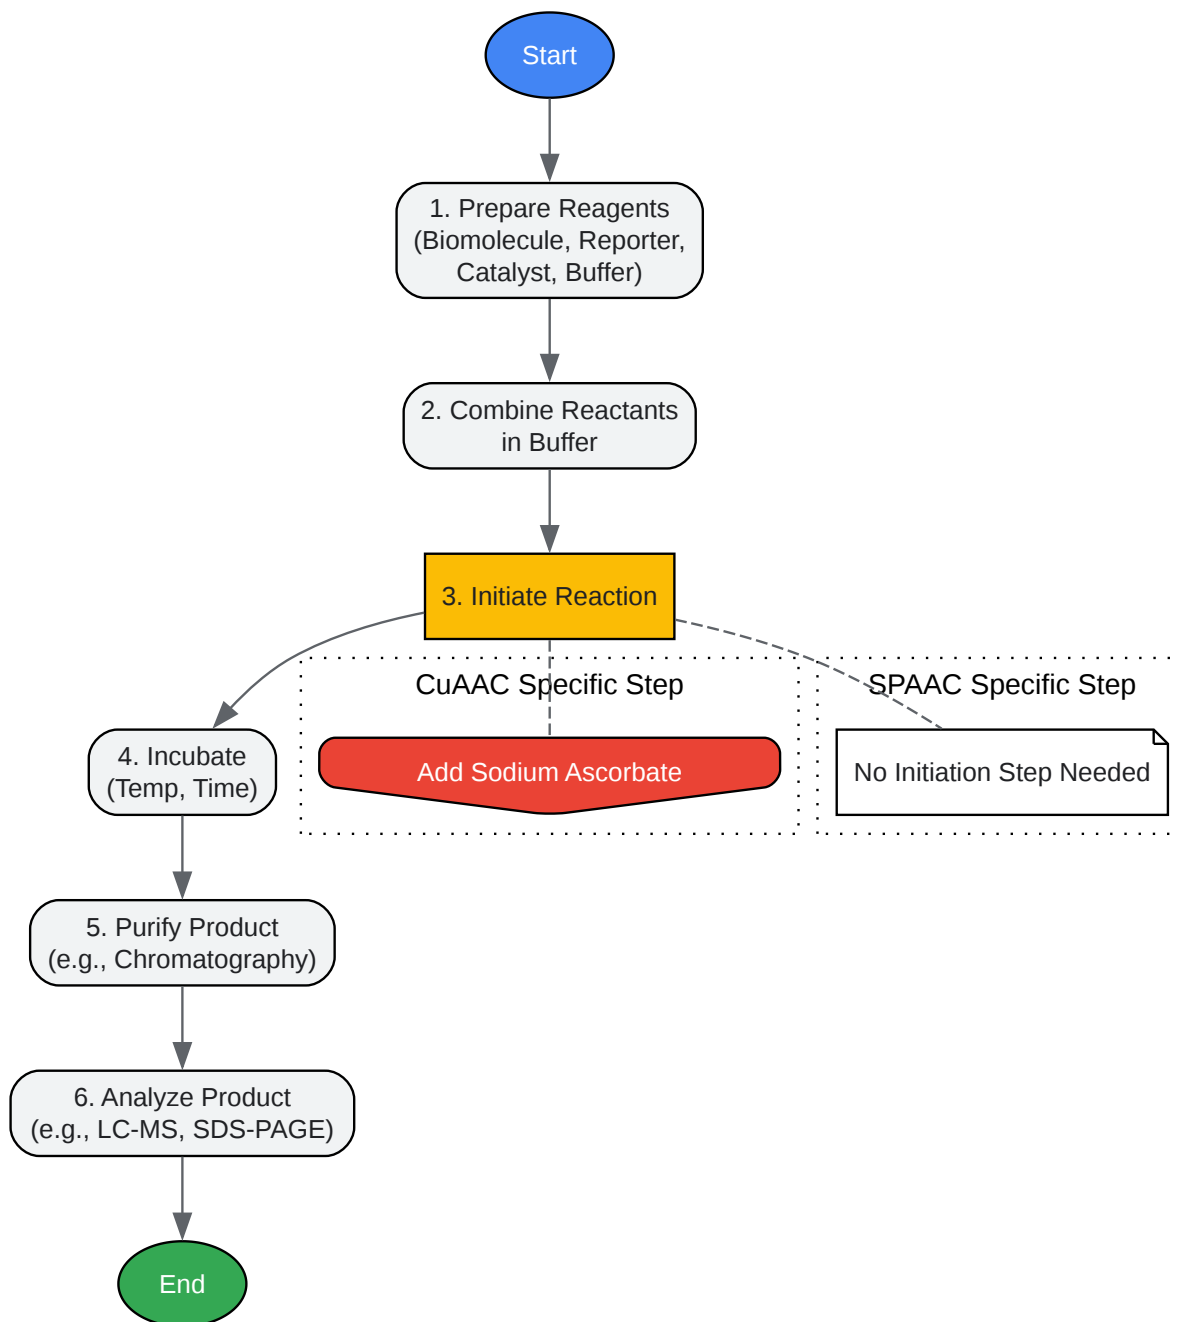 Start
1. Prepare Reagents
(Biomolecule, Reporter,
Catalyst, Buffer)
2. Combine Reactants
in Buffer
3. Initiate Reaction
CuAAC Specific Step
SPAAC Specific Step
4. Incubate
(Temp, Time)
Add Sodium Ascorbate
No Initiation Step Needed
5. Purify Product
(e.g., Chromatography)
6. Analyze Product
(e.g., LC-MS, SDS-PAGE)
End